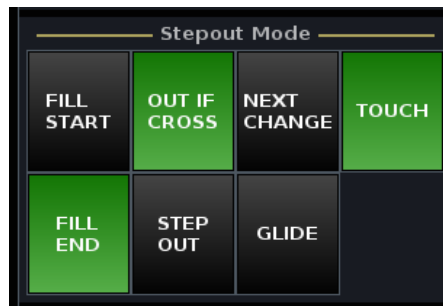 Stepout Mode
FILL START
OUT IF CROSS
NEXT CHANGE
TOUCH
FILL END
STEP OUT
GLIDE